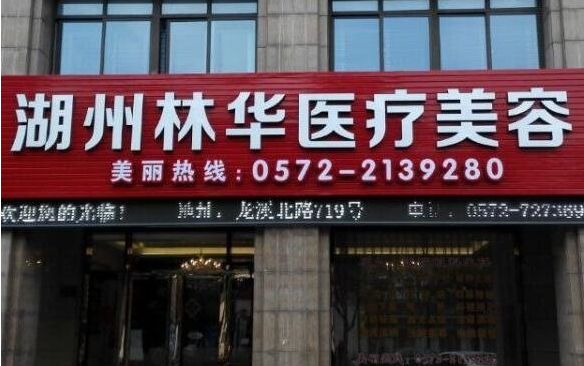 湖州林华医疗美容
美丽热线：0572-2139280
欢迎您的光临！ 地州： 龙溪北路719号